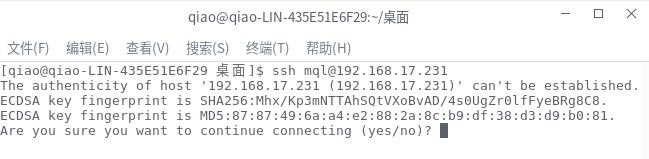 qiao@qiao-LIN-435E51E6F29:~/桌面
文件(F) 编辑(E) 查看(V) 搜索(S) 终端(T) 帮助(H)
[qiao@qiao-LIN-435E51E6F29 桌面]$ ssh mql@192.168.17.231
The authenticity of host '192.168.17.231 (192.168.17.231)' can't be established.
ECDSA key fingerprint is SHA256:Mhx/Kp3mNTTAhSQtVXoBvAD/4s0UgZr0lfFyeBRg8C8.
ECDSA key fingerprint is MD5:87:87:49:6a:a4:e2:88:2a:8c:b9:df:38:d3:d9:b0:81.
Are you sure you want to continue connecting (yes/no)?